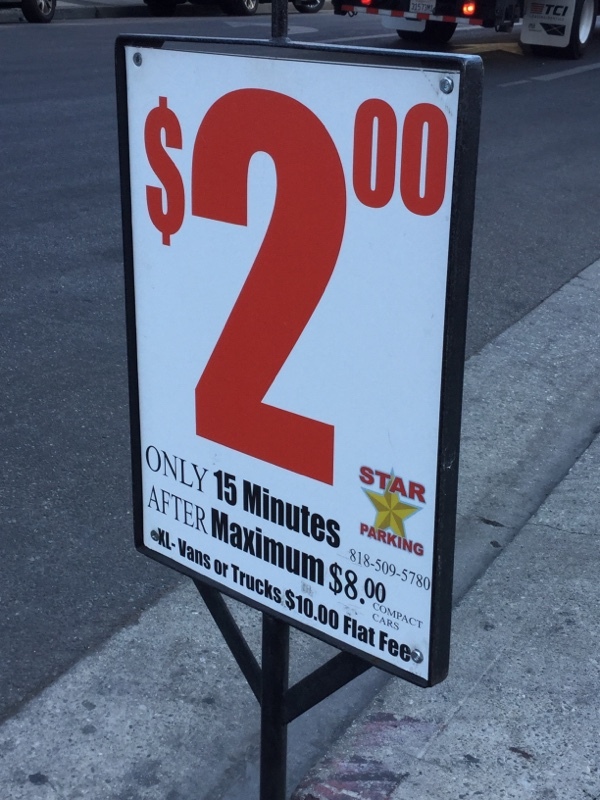 TCI
$2 00
ONLY 15 Minutes
STAR
PARKING
818-509-5780
AFTER Maximum $8.00
COMPACT
CARS
XL- Vans or Trucks $10.00 Flat Fee